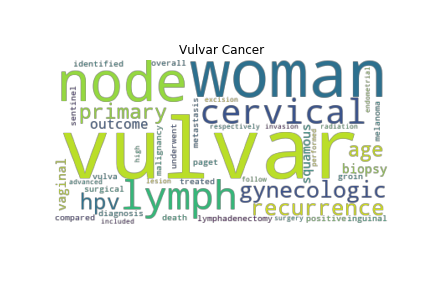 Vulvar Cancer
identified overall
node woman
sentinel
primary
metastasis
cervical
excision
endometrial
outcome
malignancy
underwent
respectively invasion radiation
melanoma
vulvar
high
squamous
performed
age
vaginal
vulva
paget
biopsy
advanced
lesion
treated
follow
groin
surgical
lymph
gynecologic
hpv
recurrence
diagnosis
compared
included
death
lymphadenectomy
surgery
positive
inguinal